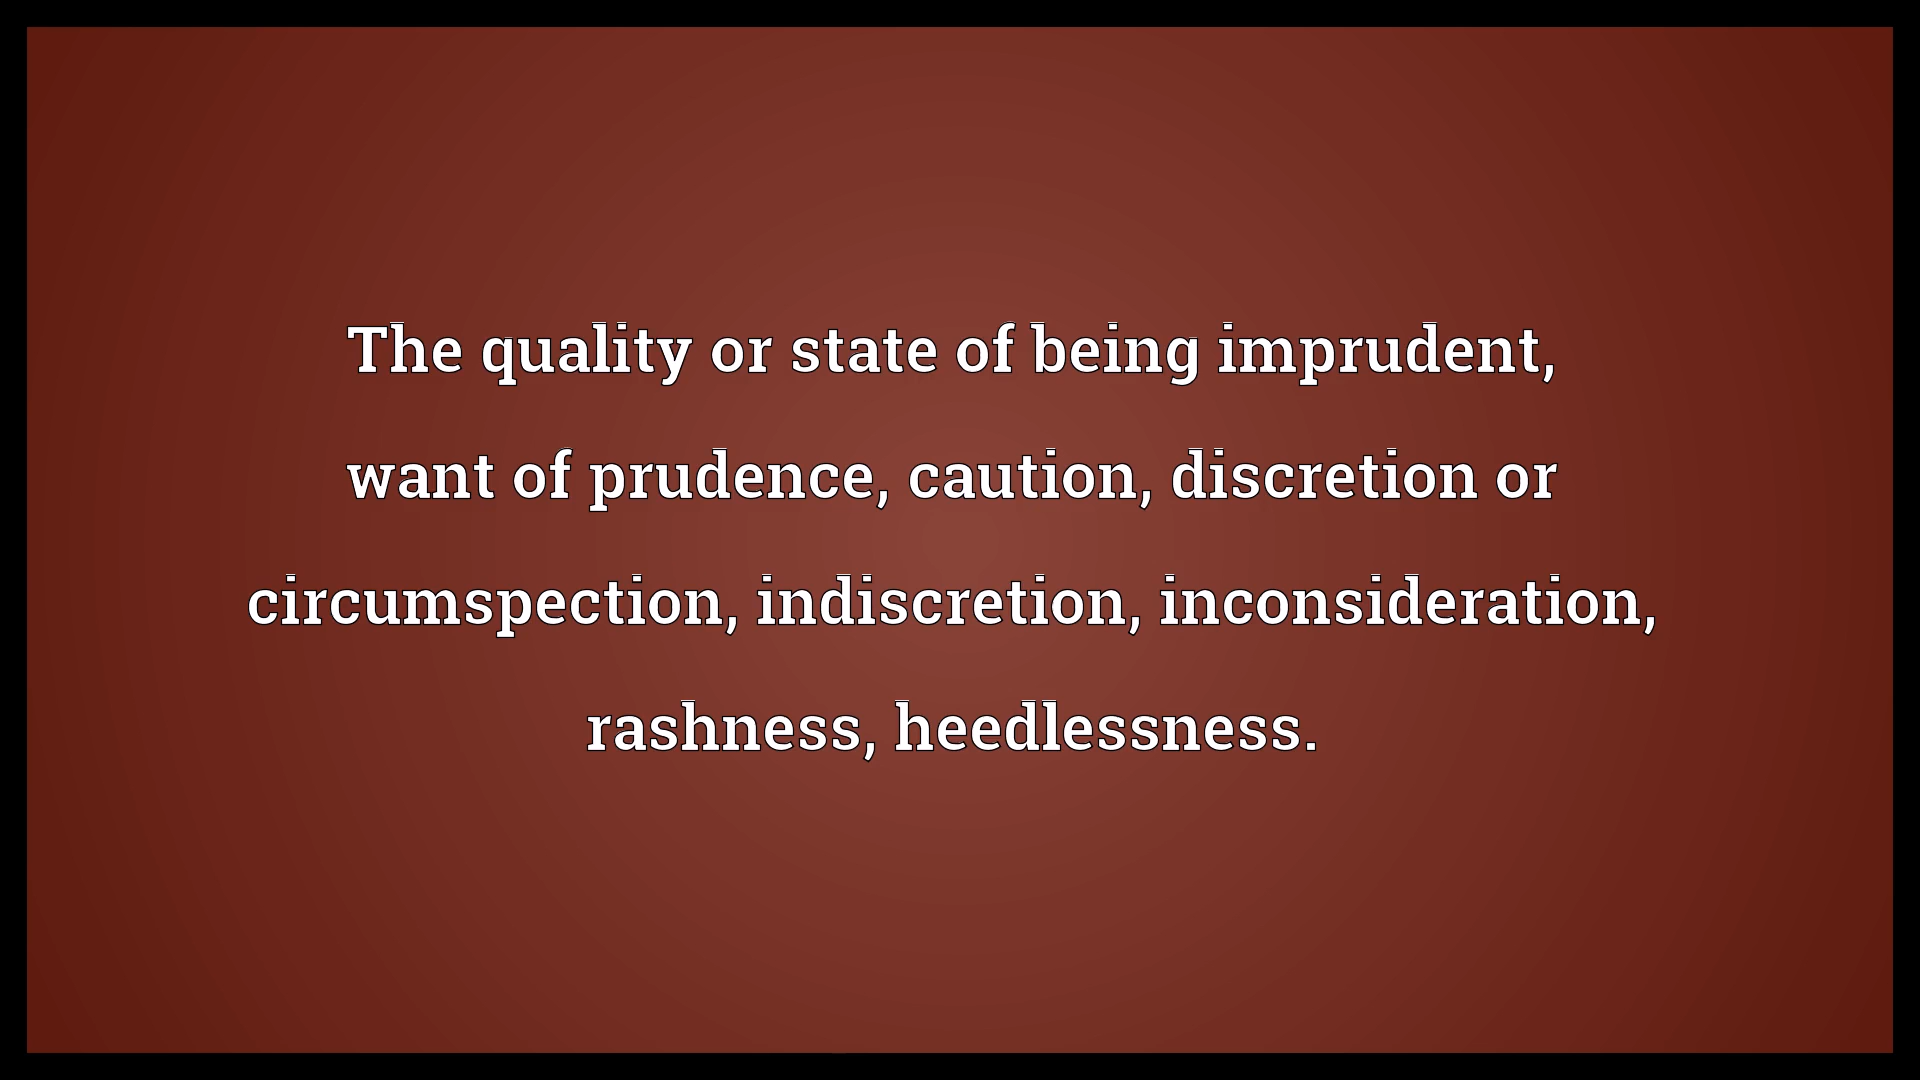 The quality or state of being imprudent,
want of prudence, caution, discretion or
circumspection, indiscretion, inconsideration,
rashness, heedlessness.